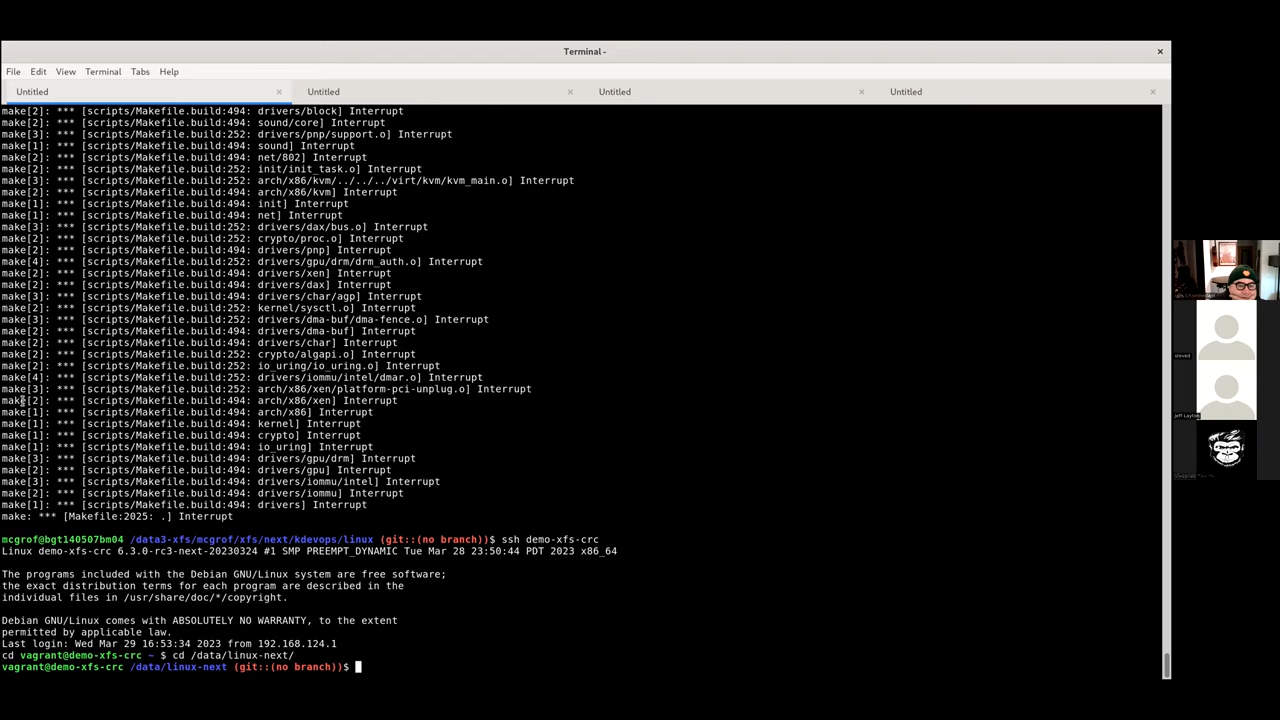 Terminal -
File Edit View Terminal Tabs Help
Untitled × Untitled × Untitled × Untitled ×
make[2]: *** [scripts/Makefile.build:494: drivers/block] Interrupt
make[2]: *** [scripts/Makefile.build:494: sound/core] Interrupt
make[3]: *** [scripts/Makefile.build:252: drivers/pnp/support.o] Interrupt
make[1]: *** [scripts/Makefile.build:494: sound] Interrupt
make[2]: *** [scripts/Makefile.build:494: net/802] Interrupt
make[2]: *** [scripts/Makefile.build:252: init/init_task.o] Interrupt
make[3]: *** [scripts/Makefile.build:252: arch/x86/kvm/../../../virt/kvm/kvm_main.o] Interrupt
make[2]: *** [scripts/Makefile.build:494: arch/x86/kvm] Interrupt
make[1]: *** [scripts/Makefile.build:494: init] Interrupt
make[1]: *** [scripts/Makefile.build:494: net] Interrupt
make[3]: *** [scripts/Makefile.build:252: drivers/dax/bus.o] Interrupt
make[2]: *** [scripts/Makefile.build:252: crypto/proc.o] Interrupt
make[2]: *** [scripts/Makefile.build:494: drivers/pnp] Interrupt
make[4]: *** [scripts/Makefile.build:252: drivers/gpu/drm/drm_auth.o] Interrupt
make[2]: *** [scripts/Makefile.build:494: drivers/xen] Interrupt
make[2]: *** [scripts/Makefile.build:494: drivers/dax] Interrupt
make[3]: *** [scripts/Makefile.build:494: drivers/char/agp] Interrupt
make[2]: *** [scripts/Makefile.build:252: kernel/sysctl.o] Interrupt
make[3]: *** [scripts/Makefile.build:252: drivers/dma-buf/dma-fence.o] Interrupt
make[2]: *** [scripts/Makefile.build:494: drivers/dma-buf] Interrupt
make[2]: *** [scripts/Makefile.build:494: drivers/char] Interrupt
make[2]: *** [scripts/Makefile.build:252: crypto/algapi.o] Interrupt
make[2]: *** [scripts/Makefile.build:252: io_uring/io_uring.o] Interrupt
make[4]: *** [scripts/Makefile.build:252: drivers/iommu/intel/dmar.o] Interrupt
make[3]: *** [scripts/Makefile.build:252: arch/x86/xen/platform-pci-unplug.o] Interrupt
make[2]: *** [scripts/Makefile.build:494: arch/x86/xen] Interrupt
make[1]: *** [scripts/Makefile.build:494: arch/x86] Interrupt
make[1]: *** [scripts/Makefile.build:494: kernel] Interrupt
make[1]: *** [scripts/Makefile.build:494: crypto] Interrupt
make[1]: *** [scripts/Makefile.build:494: io_uring] Interrupt
make[3]: *** [scripts/Makefile.build:494: drivers/gpu/drm] Interrupt
make[2]: *** [scripts/Makefile.build:494: drivers/gpu] Interrupt
make[3]: *** [scripts/Makefile.build:494: drivers/iommu/intel] Interrupt
make[2]: *** [scripts/Makefile.build:494: drivers/iommu] Interrupt
make[1]: *** [scripts/Makefile.build:494: drivers] Interrupt
make: *** [Makefile:2025: .] Interrupt
mcgrof@bgt140507bm04 /data3-xfs/mcgrof/xfs/next/kdevops/linux (git::(no branch))$ ssh demo-xfs-crc
Linux demo-xfs-crc 6.3.0-rc3-next-20230324 #1 SMP PREEMPT_DYNAMIC Tue Mar 28 23:50:44 PDT 2023 x86_64
The programs included with the Debian GNU/Linux system are free software;
the exact distribution terms for each program are described in the
individual files in /usr/share/doc/*/copyright.
Debian GNU/Linux comes with ABSOLUTELY NO WARRANTY, to the extent
permitted by applicable law.
Last login: Wed Mar 29 16:53:34 2023 from 192.168.124.1
cd vagrant@demo-xfs-crc ~ $ cd /data/linux-next/
vagrant@demo-xfs-crc /data/linux-next (git::(no branch))$
steved
Jeff Layton